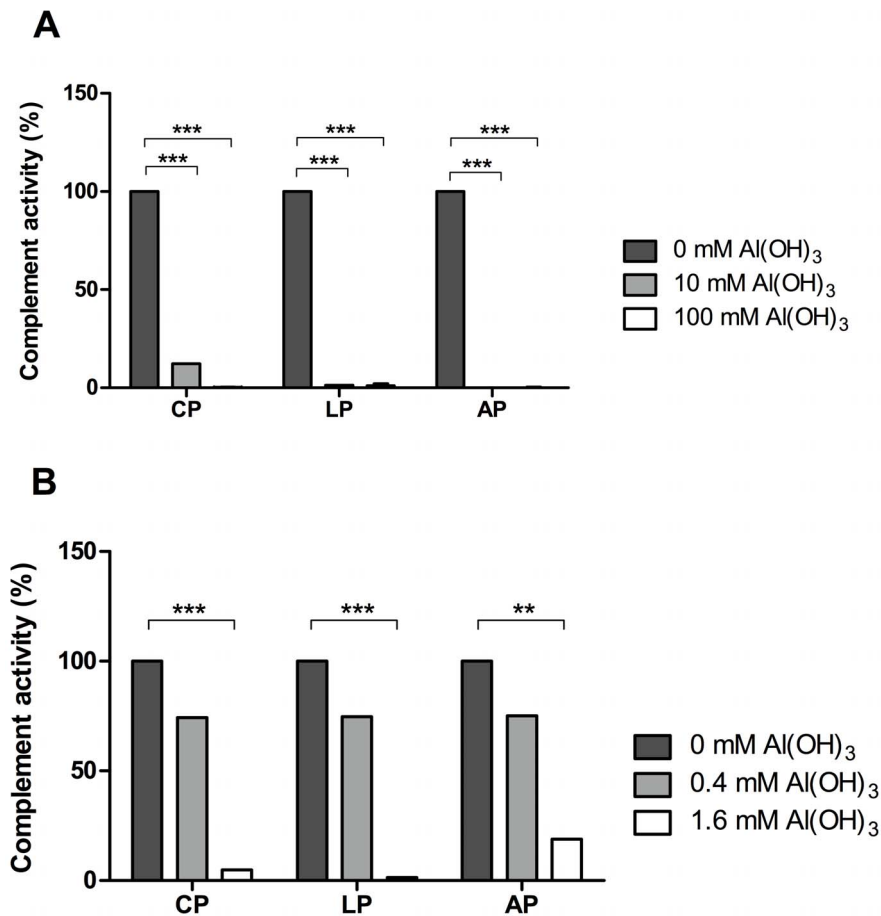 A
Complement activity (%)
150
100
50
0
***
***
***
***
***
***
CP
LP
AP
0 mM Al(OH)3
10 mM Al(OH)3
100 mM Al(OH)3
B
Complement activity (%)
150
100
50
0
***
***
**
CP
LP
AP
0 mM Al(OH)3
0.4 mM Al(OH)3
1.6 mM Al(OH)3